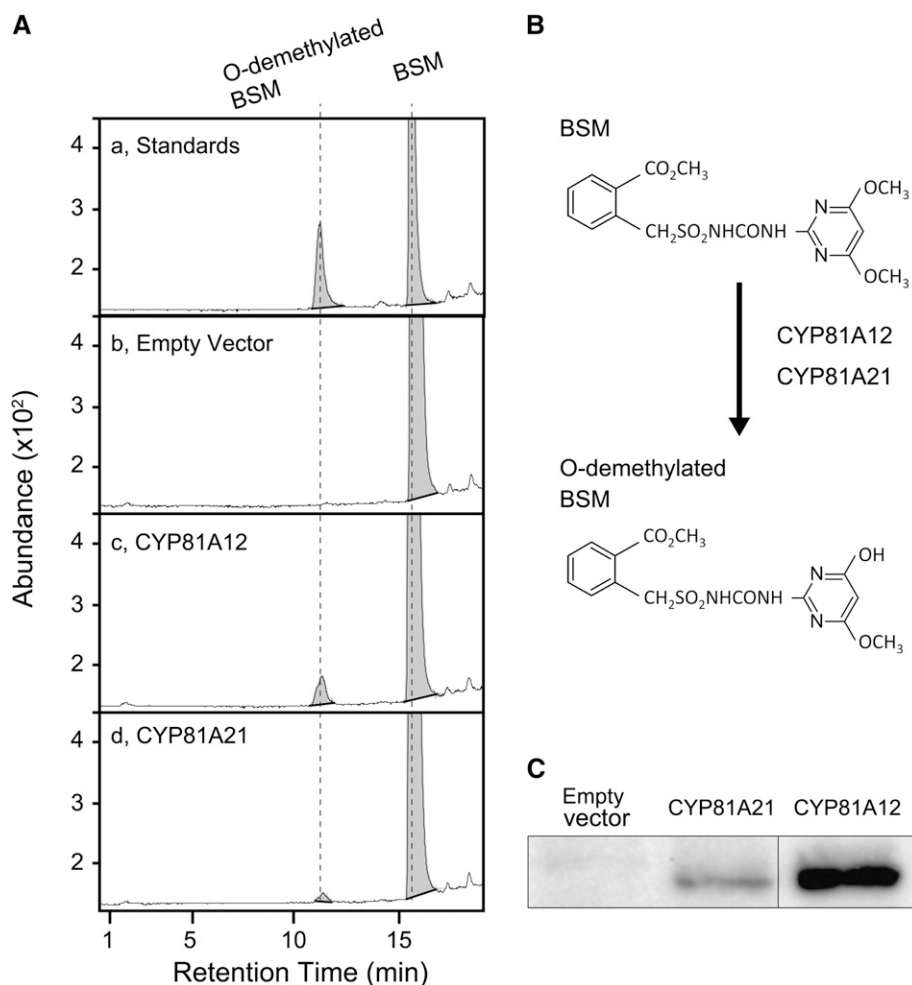 A
O-demethylated
BSM
BSM
a, Standards
4
3
2
b, Empty Vector
4
3
2
c, CYP81A12
4
3
2
d, CYP81A21
4
3
2
Abundance (x10²)
1 5 10 15
Retention Time (min)
B
BSM
CO₂CH₃
CH₂SO₂NHCONH
N
N
OCH₃
OCH₃
CYP81A12
CYP81A21
O-demethylated
BSM
CO₂CH₃
CH₂SO₂NHCONH
N
N
OH
OCH₃
C
Empty
vector
CYP81A21
CYP81A12